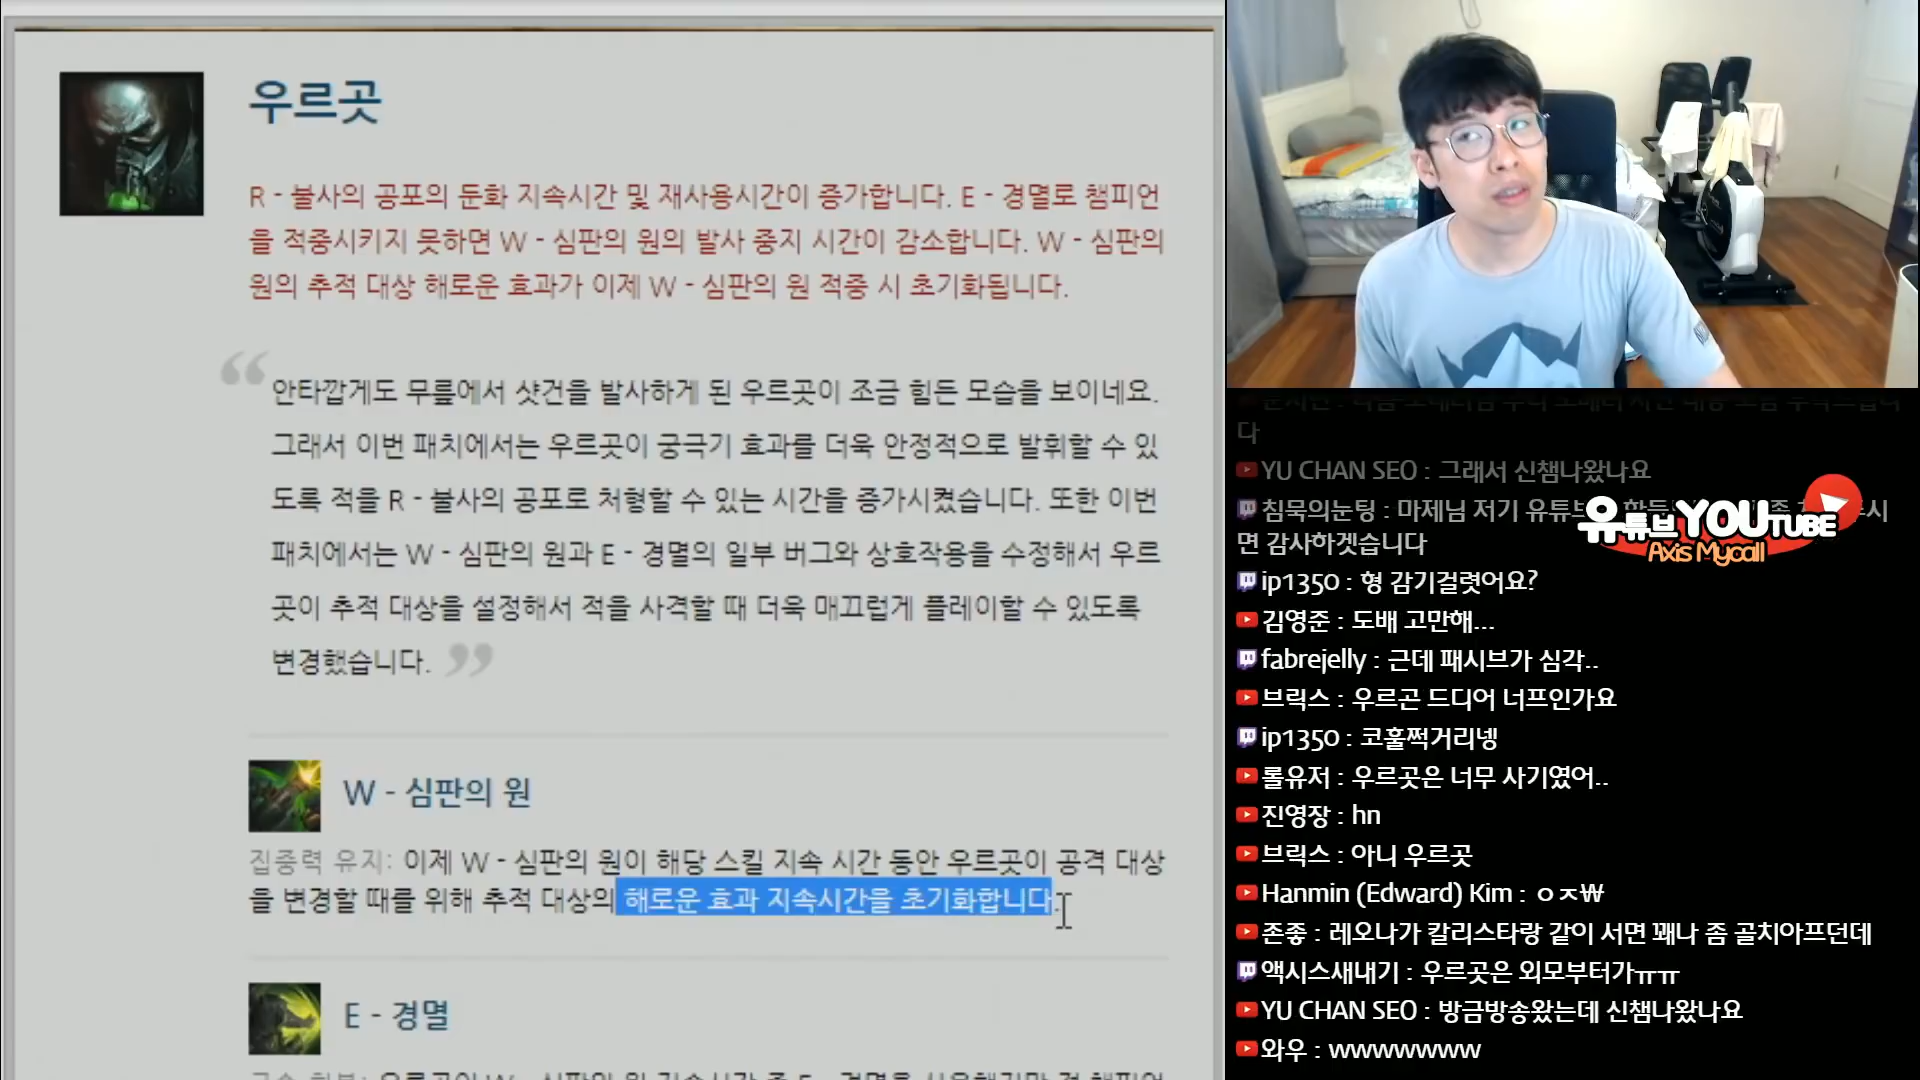 우르곳
R - 불사의 공포의 둔화 지속시간 및 재사용시간이 증가합니다. E - 경멸로 챔피언
을 적중시키지 못하면 W - 심판의 원의 발사 중지 시간이 감소합니다. W - 심판의
원의 추적 대상 해로운 효과가 이제 W - 심판의 원 적중 시 초기화됩니다.
안타깝게도 무릎에서 샷건을 발사하게 된 우르곳이 조금 힘든 모습을 보이네요.
그래서 이번 패치에서는 우르곳이 궁극기 효과를 더욱 안정적으로 발휘할 수 있
도록 적을 R - 불사의 공포로 처형할 수 있는 시간을 증가시켰습니다. 또한 이번
패치에서는 W - 심판의 원과 E - 경멸의 일부 버그와 상호작용을 수정해서 우르
곳이 추적 대상을 설정해서 적을 사격할 때 더욱 매끄럽게 플레이할 수 있도록
변경했습니다.
W - 심판의 원
집중력 유지: 이제 W - 심판의 원이 해당 스킬 지속 시간 동안 우르곳이 공격 대상
을 변경할 때를 위해 추적 대상의 해로운 효과 지속시간을 초기화합니다.
E - 경멸
다
YU CHAN SEO : 그래서 신챔나왔나요
침묵의눈팅 : 마제님 저기 유튜브
면 감사하겠습니다
유튜브 YOUTUBE
Axis Mycall
ip1350 : 형 감기걸렷어요?
김영준 : 도배 고만해...
fabrejelly : 근데 패시브가 심각..
브릭스 : 우르곤 드디어 너프인가요
ip1350 : 코훌쩍거리넹
롤유저 : 우르곳은 너무 사기였어..
진영장 : hn
브릭스 : 아니 우르곳
Hanmin (Edward) Kim : ㅇㅈ₩
존좋 : 레오나가 칼리스타랑 같이 서면 꽤나 좀 골치아프던데
액시스새내기 : 우르곳은 외모부터가ㅠㅠ
YU CHAN SEO : 방금방송왔는데 신챔나왔나요
와우 : wwwwwww